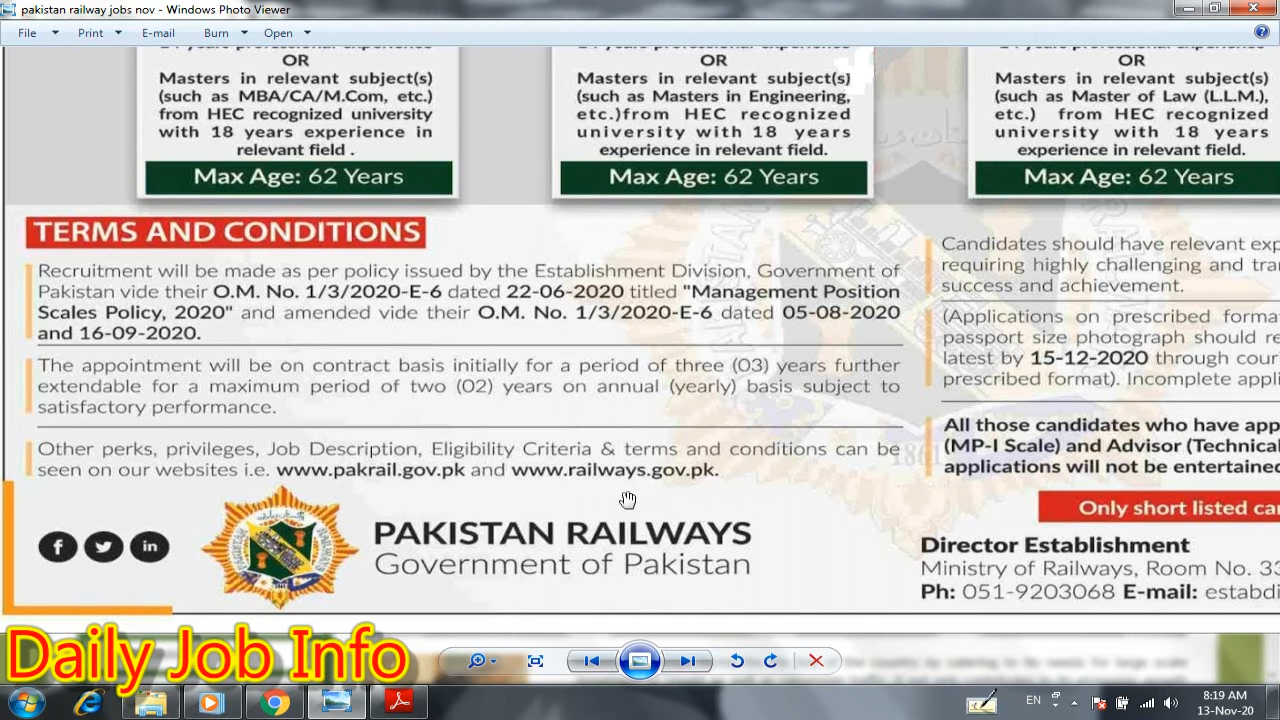 pakistan railway jobs nov - Windows Photo Viewer
File Print E-mail Burn Open
OR
Masters in relevant subject(s)
(such as MBA/CA/M.Com, etc.)
from HEC recognized university
with 18 years experience in
relevant field .
Max Age: 62 Years
OR
Masters in relevant subject(s)
(such as Masters in Engineering,
etc.)from HEC recognized
university with 18 years
experience in relevant field.
Max Age: 62 Years
OR
Masters in relevant subject(s)
(such as Master of Law (L.L.M.),
etc.) from HEC recognized
university with 18 years
experience in relevant field.
Max Age: 62 Years
TERMS AND CONDITIONS
Recruitment will be made as per policy issued by the Establishment Division, Government of
Pakistan vide their O.M. No. 1/3/2020-E-6 dated 22-06-2020 titled "Management Position
Scales Policy, 2020" and amended vide their O.M. No. 1/3/2020-E-6 dated 05-08-2020
and 16-09-2020.
The appointment will be on contract basis initially for a period of three (03) years further
extendable for a maximum period of two (02) years on annual (yearly) basis subject to
satisfactory performance.
Other perks, privileges, Job Description, Eligibility Criteria & terms and conditions can be
seen on our websites i.e. www.pakrail.gov.pk and www.railways.gov.pk.
Candidates should have relevant exp
requiring highly challenging and tra
success and achievement.
(Applications on prescribed forma
passport size photograph should re
latest by 15-12-2020 through cour
prescribed format). Incomplete appli
All those candidates who have app
(MP-I Scale) and Advisor (Technical
applications will not be entertained
Only short listed ca
PAKISTAN RAILWAYS
Government of Pakistan
Director Establishment
Ministry of Railways, Room No. 33
Ph: 051-9203068 E-mail: estabdi
Daily Job Info
EN
8:19 AM
13-Nov-20